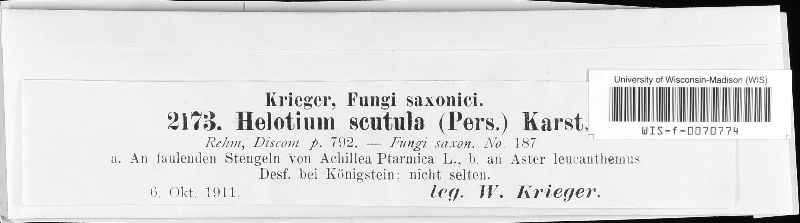 Krieger, Fungi saxonici.
2173. Helotium scutula (Pers.) Karst.
Rehm, Discom p. 792. — Fungi saxon. No. 187
a. An faulenden Stengeln von Achillea Ptarmica L., b. an Aster leucanthemus
Desf. bei Königstein: nicht selten.
6. Okt. 1911. leg. W. Krieger.
University of Wisconsin-Madison (WIS)
WIS-f-0070774